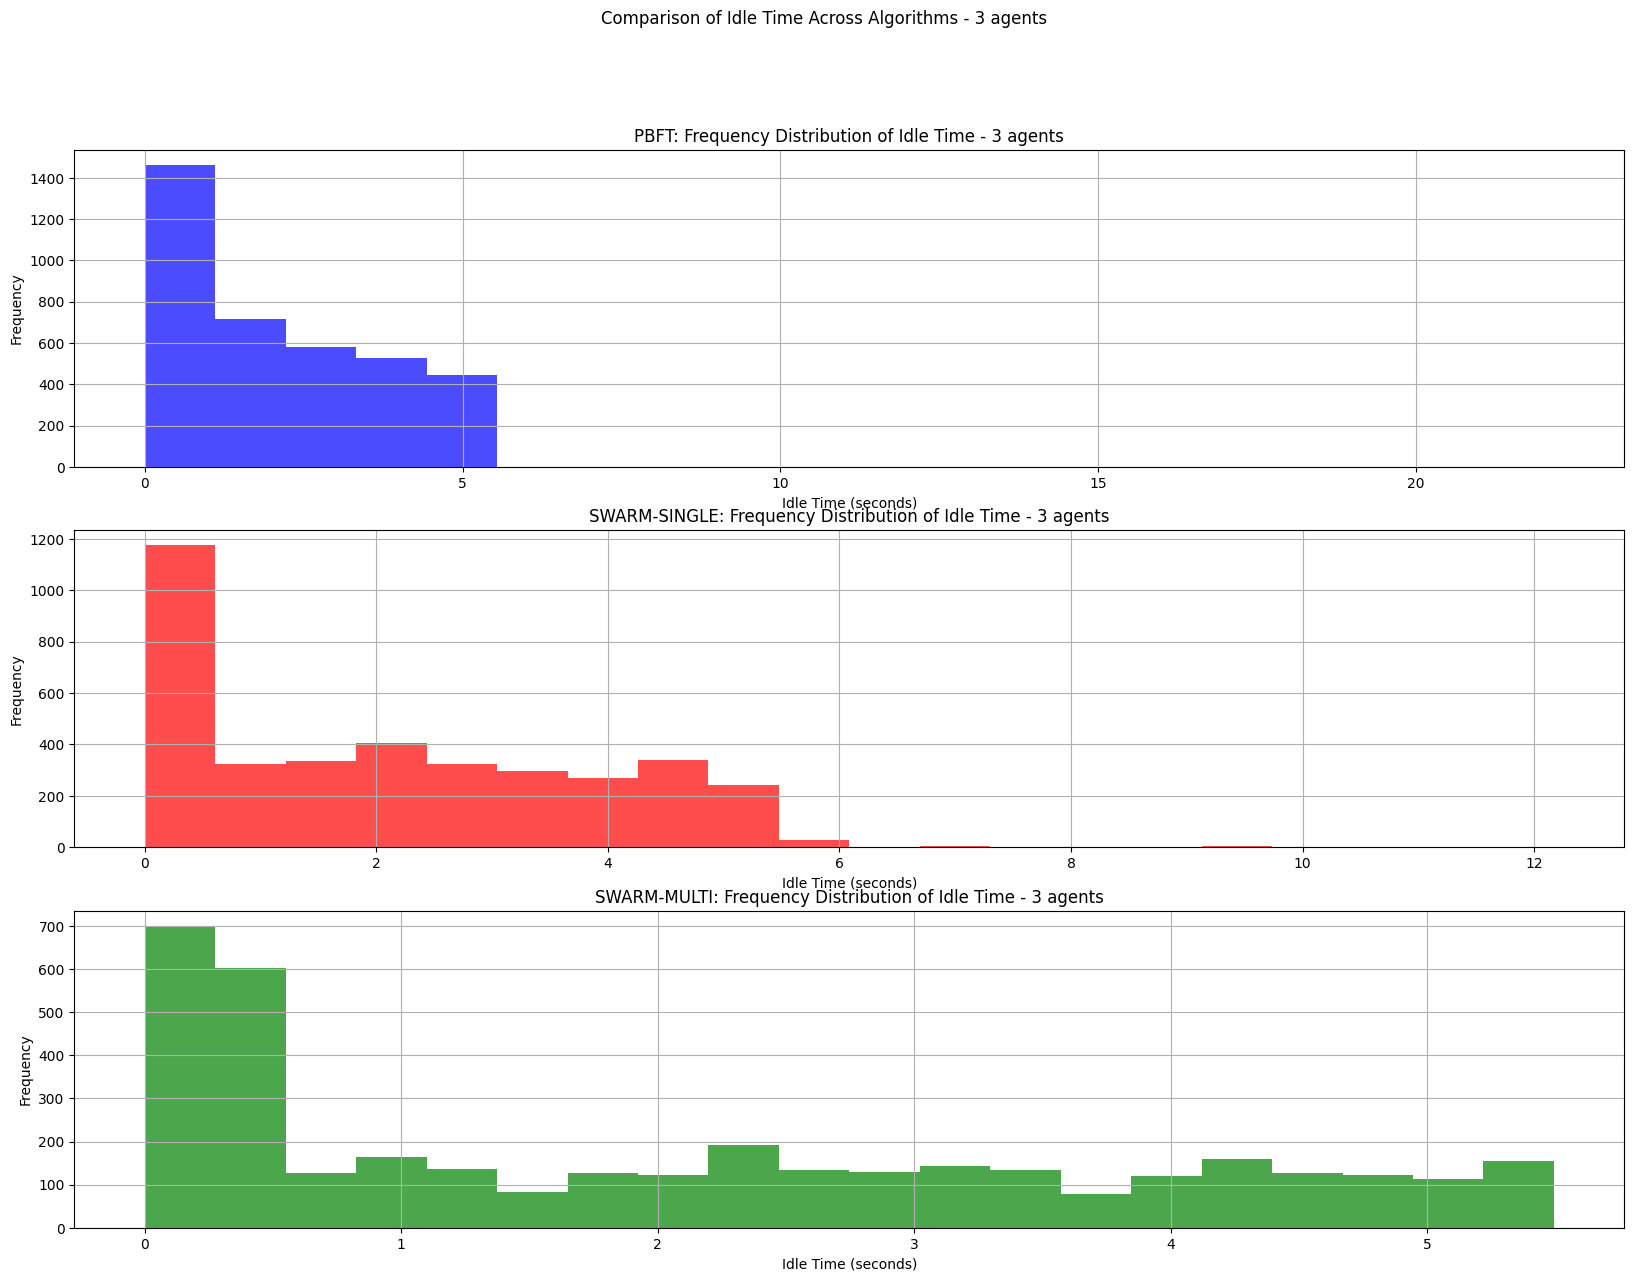 Comparison of Idle Time Across Algorithms - 3 agents
PBFT: Frequency Distribution of Idle Time - 3 agents
1400
1200
1000
800
600
400
200
0
Frequency
0 5 10 15 20
Idle Time (seconds)
SWARM-SINGLE: Frequency Distribution of Idle Time - 3 agents
1200
1000
800
600
400
200
0
Frequency
0 2 4 6 8 10 12
Idle Time (seconds)
SWARM-MULTI: Frequency Distribution of Idle Time - 3 agents
700
600
500
400
300
200
100
0
Frequency
0 1 2 3 4 5
Idle Time (seconds)